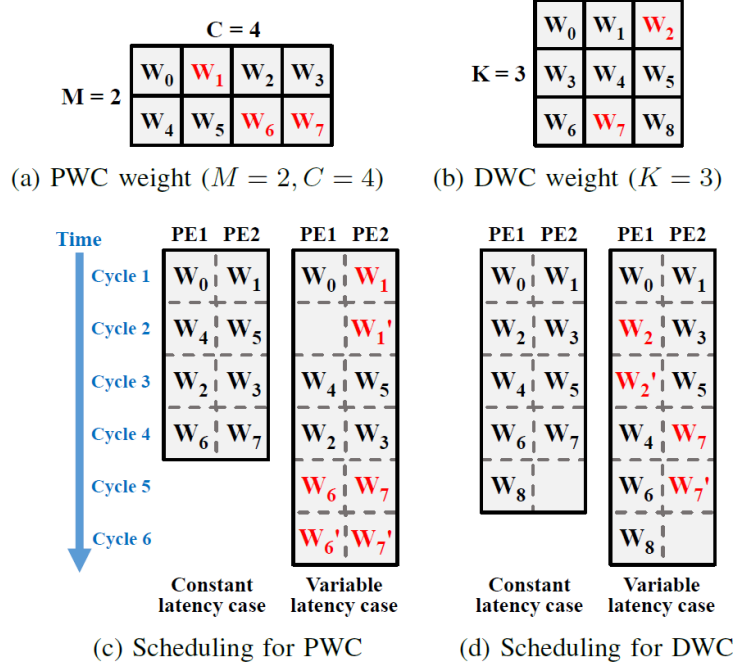 C = 4
M = 2
W0 W1 W2 W3
W4 W5 W6 W7
(a) PWC weight (M = 2, C = 4)
K = 3
W0 W1 W2
W3 W4 W5
W6 W7 W8
(b) DWC weight (K = 3)
Time
Cycle 1
Cycle 2
Cycle 3
Cycle 4
Cycle 5
Cycle 6
PE1 PE2
W0 W1
W4 W5
W2 W3
W6 W7
Constant
latency case
PE1 PE2
W0 W1
W1'
W4 W5
W2 W3
W6 W7
W6' W7'
Variable
latency case
(c) Scheduling for PWC
PE1 PE2
W0 W1
W2 W3
W4 W5
W6 W7
W8
Constant
latency case
PE1 PE2
W0 W1
W2 W3
W2' W5
W4 W7
W6 W7'
W8
Variable
latency case
(d) Scheduling for DWC